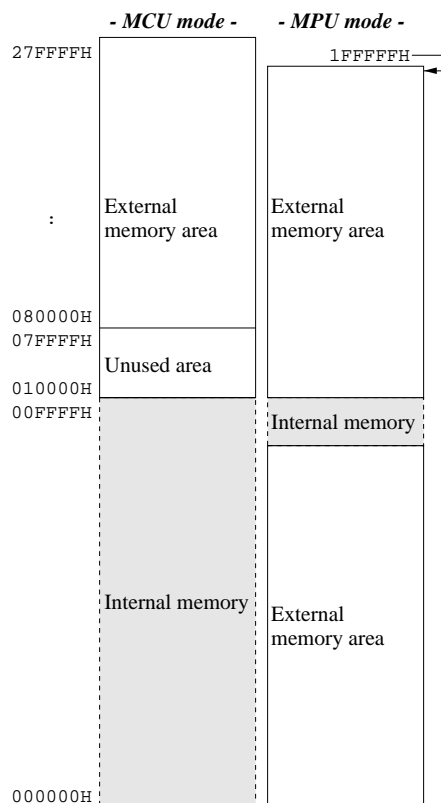 - MCU mode -
- MPU mode -
27FFFFH
1FFFFFH
External
memory area
External
memory area
:
080000H
07FFFFH
Unused area
010000H
00FFFFH
Internal memory
Internal memory
External
memory area
000000H